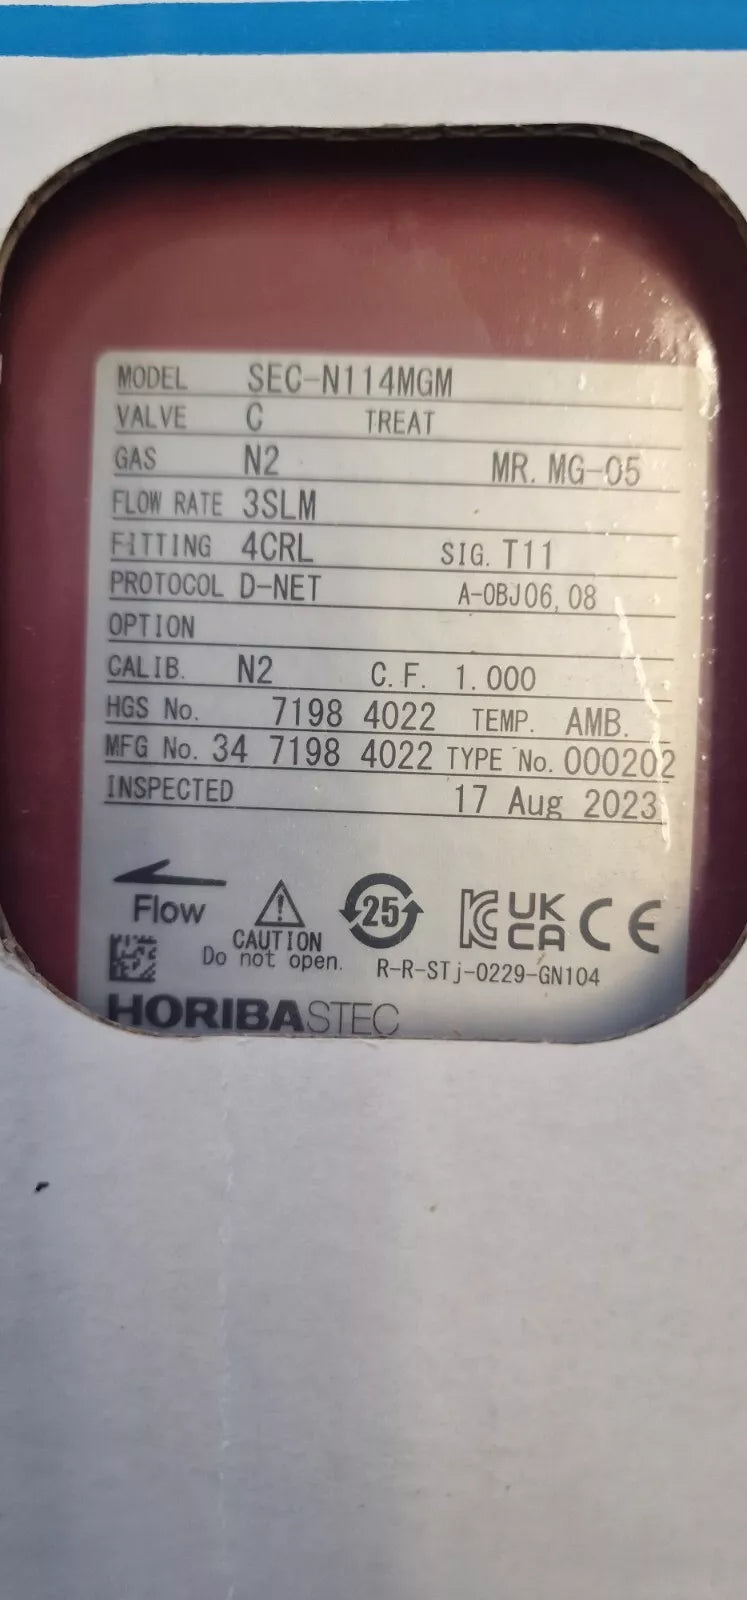 MODEL SEC-N114MGM
VALVE C TREAT
GAS N2 MR. MG-05
FLOW RATE 3SLM
FITTING 4CRL SIG. T11
PROTOCOL D-NET A-0BJ06,08
OPTION
CALIB. N2 C.F. 1.000
HGS No. 7198 4022 TEMP. AMB.
MFG No. 34 7198 4022 TYPE No. 000202
INSPECTED 17 Aug 2023
Flow
CAUTION
Do not open.
25
UK
CA
CE
R-R-STj-0229-GN104
HORIBASTEC